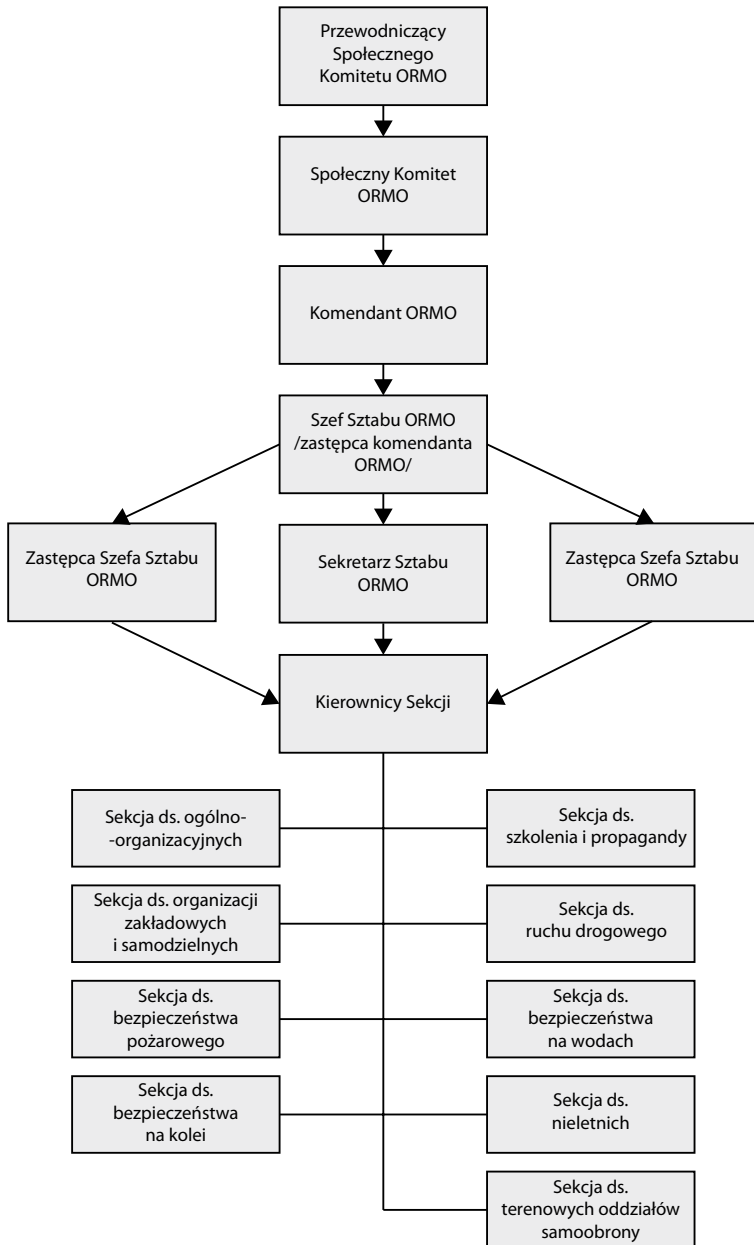 Przewodniczący
Społecznego
Komitetu ORMO
Społeczny Komitet
ORMO
Komendant ORMO
Szef Sztabu ORMO
/zastępca komendanta
ORMO/
Zastępca Szefa Sztabu
ORMO
Sekretarz Sztabu
ORMO
Zastępca Szefa Sztabu
ORMO
Kierownicy Sekcji
Sekcja ds. ogólno-
-organizacyjnych
Sekcja ds.
szkolenia i propagandy
Sekcja ds. organizacji
zakładowych
i samodzielnych
Sekcja ds.
ruchu drogowego
Sekcja ds.
bezpieczeństwa
pożarowego
Sekcja ds.
bezpieczeństwa
na wodach
Sekcja ds.
bezpieczeństwa
na kolei
Sekcja ds.
nieletnich
Sekcja ds.
terenowych oddziałów
samoobrony